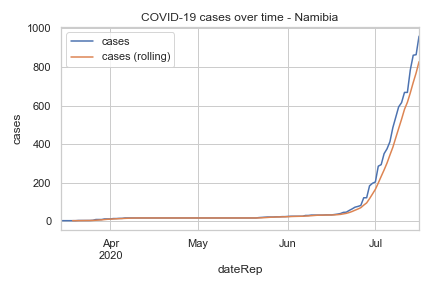 COVID-19 cases over time - Namibia
cases
cases (rolling)
1000
800
600
400
200
0
cases
Apr
2020
May
Jun
Jul
dateRep